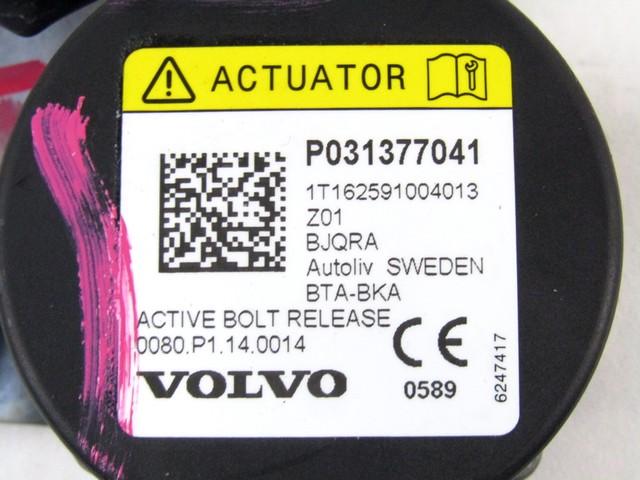 ACTUATOR
P031377041
1T162591004013
Z01
BJQRA
Autoliv SWEDEN
BTA-BKA
ACTIVE BOLT RELEASE
0080.P1.14.0014
CE
VOLVO
0589
6247417